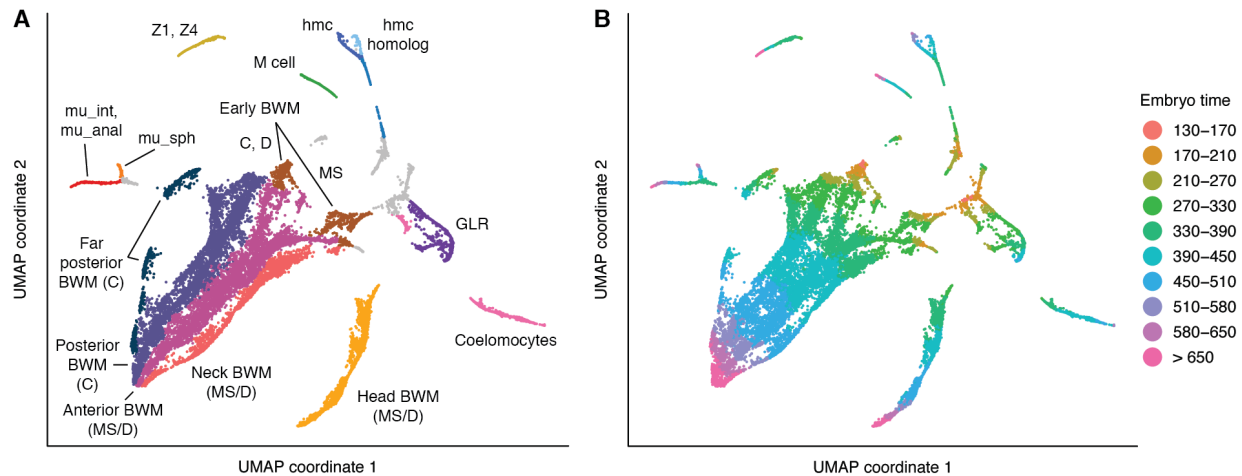 A
Z1, Z4
hmc
hmc
homolog
M cell
Early BWM
mu_int,
mu_anal
mu_sph
C, D
MS
GLR
Far
posterior
BWM (C)
Coelomocytes
Posterior
BWM
(C)
Neck BWM
(MS/D)
Head BWM
(MS/D)
Anterior BWM
(MS/D)
UMAP coordinate 2
UMAP coordinate 1
B
UMAP coordinate 2
UMAP coordinate 1
Embryo time
130–170
170–210
210–270
270–330
330–390
390–450
450–510
510–580
580–650
> 650